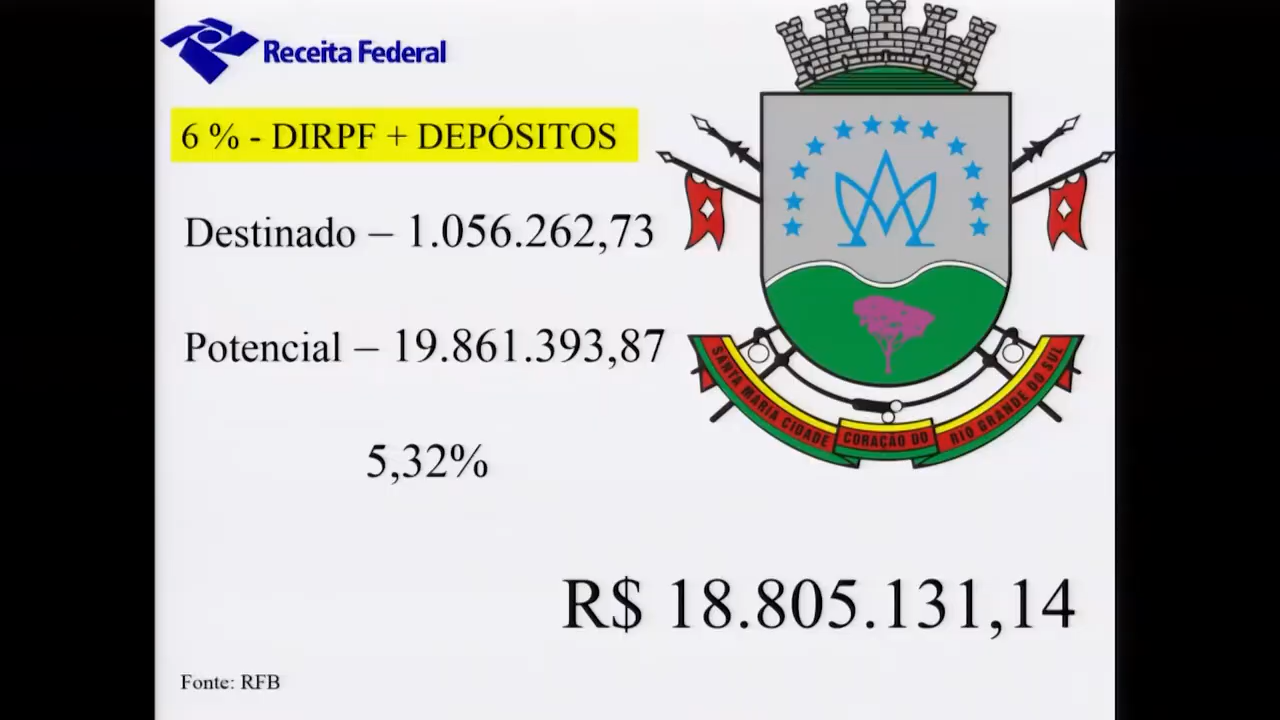 Receita Federal
6 % - DIRPF + DEPÓSITOS
Destinado – 1.056.262,73
Potencial – 19.861.393,87
5,32%
SANTA MARIA CIDADE CORAÇÃO DO RIO GRANDE DO SUL
R$ 18.805.131,14
Fonte: RFB